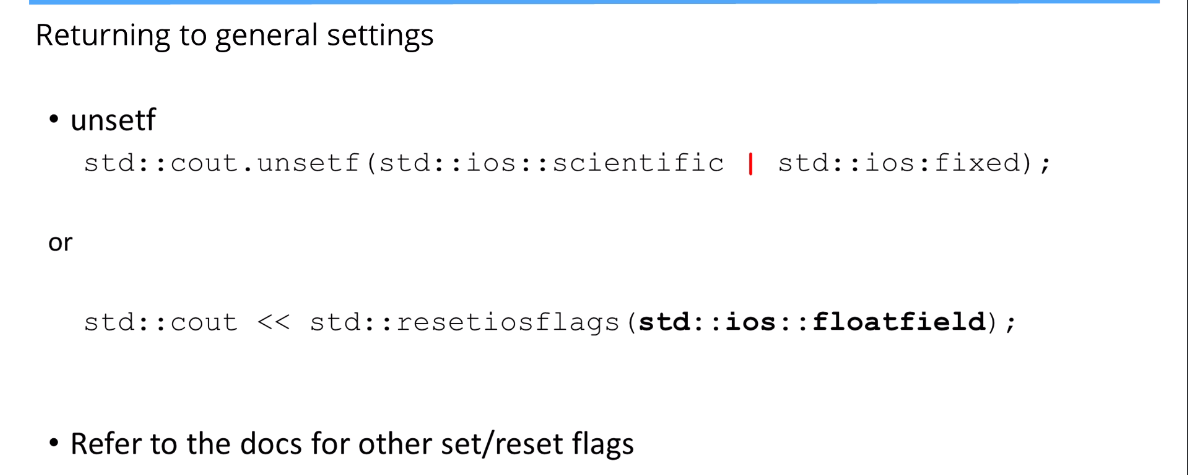 Returning to general settings
• unsetf
std::cout.unsetf(std::ios::scientific | std::ios:fixed);
or
std::cout << std::resetiosflags(std::ios::floatfield);
• Refer to the docs for other set/reset flags